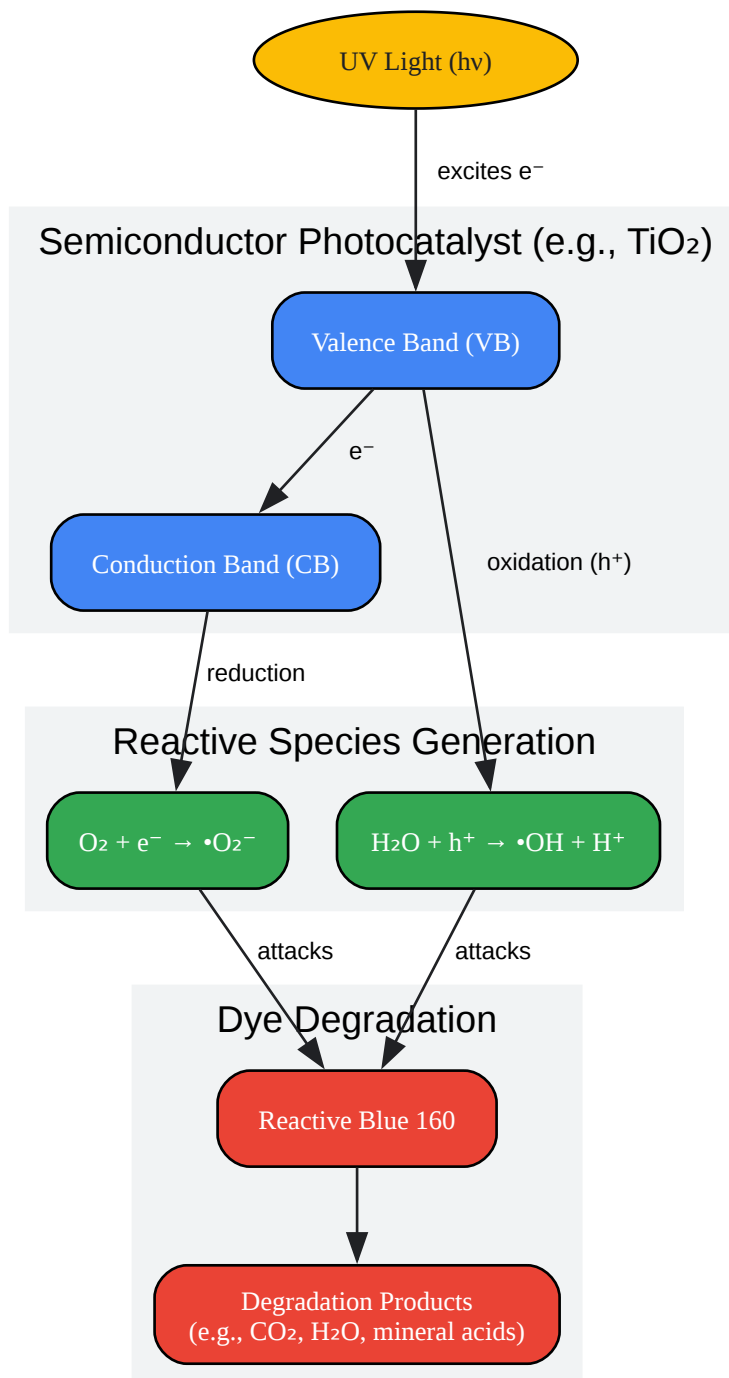 UV Light (hν)
excites e⁻
Semiconductor Photocatalyst (e.g., TiO₂)
Valence Band (VB)
e⁻
Conduction Band (CB)
oxidation (h⁺)
reduction
Reactive Species Generation
O₂ + e⁻ → •O₂⁻
H₂O + h⁺ → •OH + H⁺
attacks
attacks
Dye Degradation
Reactive Blue 160
Degradation Products
(e.g., CO₂, H₂O, mineral acids)